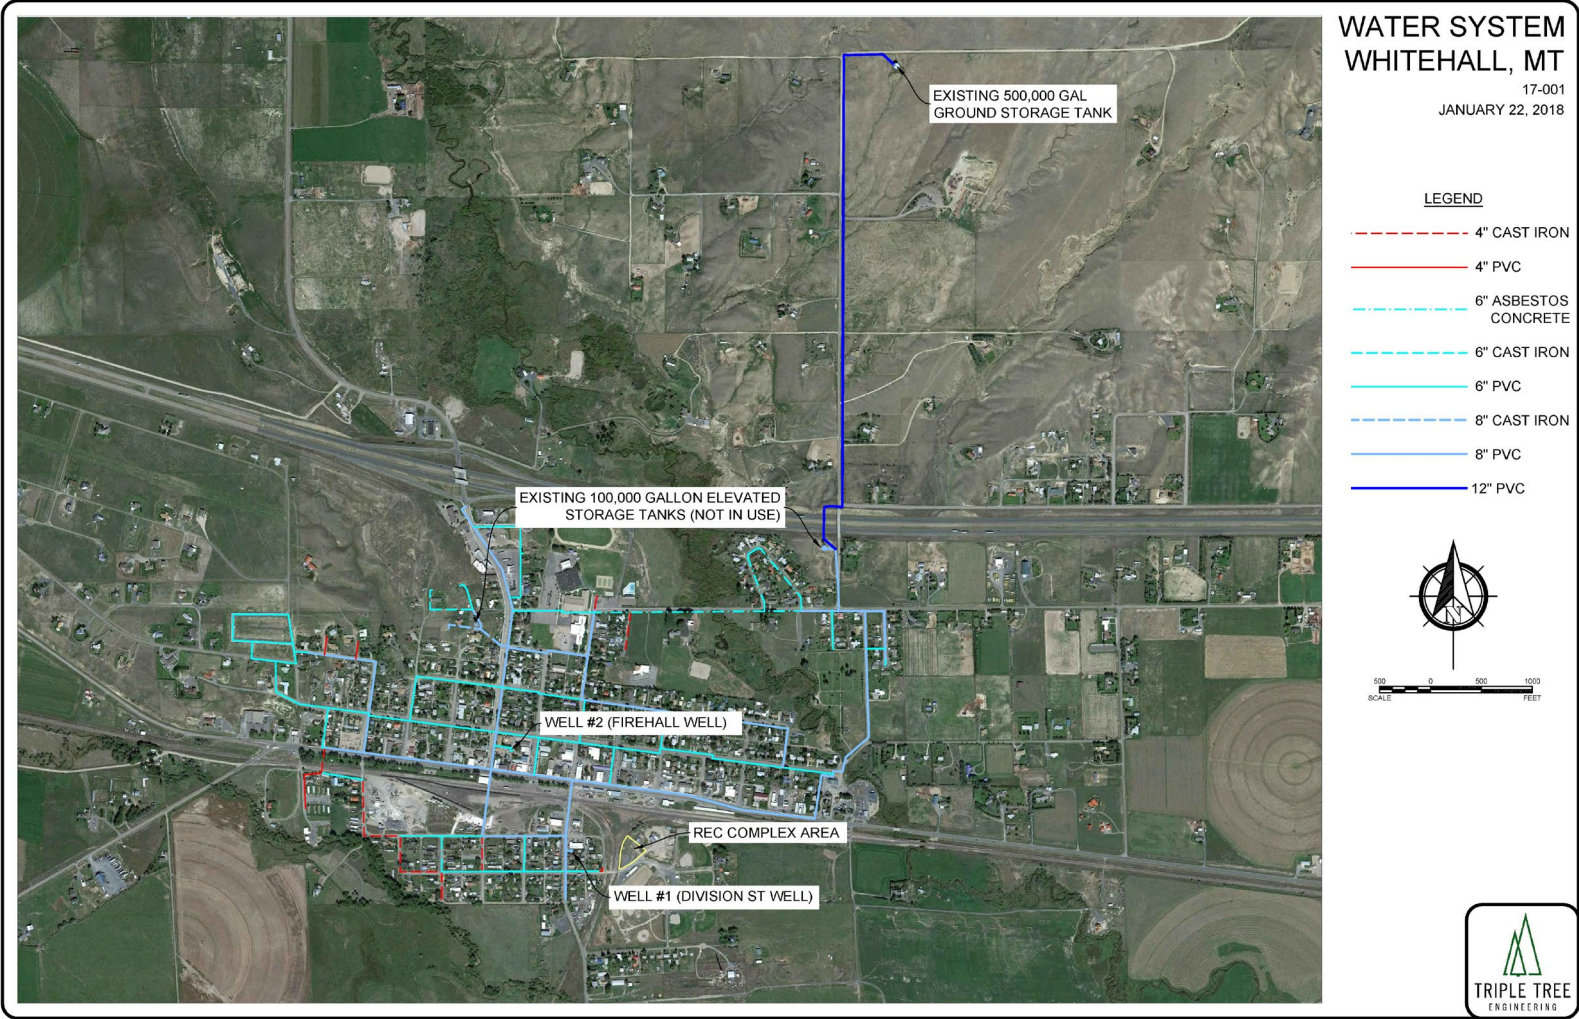 WATER SYSTEM
WHITEHALL, MT
17-001
JANUARY 22, 2018
EXISTING 500,000 GAL
GROUND STORAGE TANK
LEGEND
4" CAST IRON
4" PVC
6" ASBESTOS
CONCRETE
6" CAST IRON
6" PVC
8" CAST IRON
8" PVC
12" PVC
EXISTING 100,000 GALLON ELEVATED
STORAGE TANKS (NOT IN USE)
N
500 0 500 1000
SCALE FEET
WELL #2 (FIREHALL WELL)
REC COMPLEX AREA
WELL #1 (DIVISION ST WELL)
TRIPLE TREE
ENGINEERING